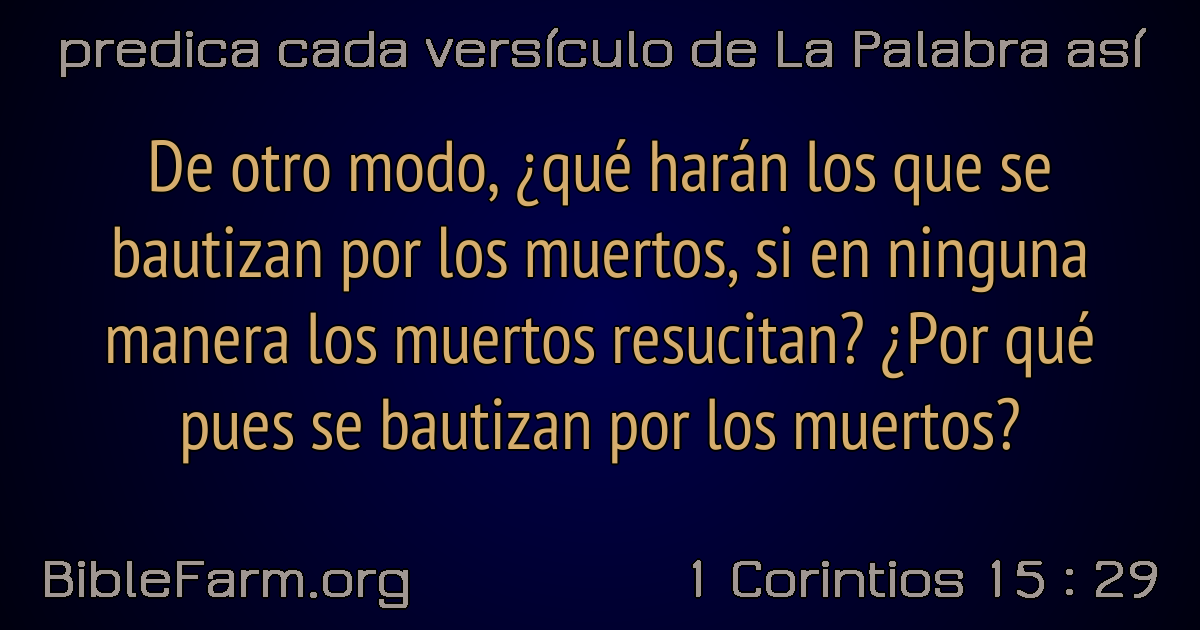 predica cada versículo de La Palabra así
De otro modo, ¿qué harán los que se
bautizan por los muertos, si en ninguna
manera los muertos resucitan? ¿Por qué
pues se bautizan por los muertos?
BibleFarm.org
1 Corintios 15 : 29